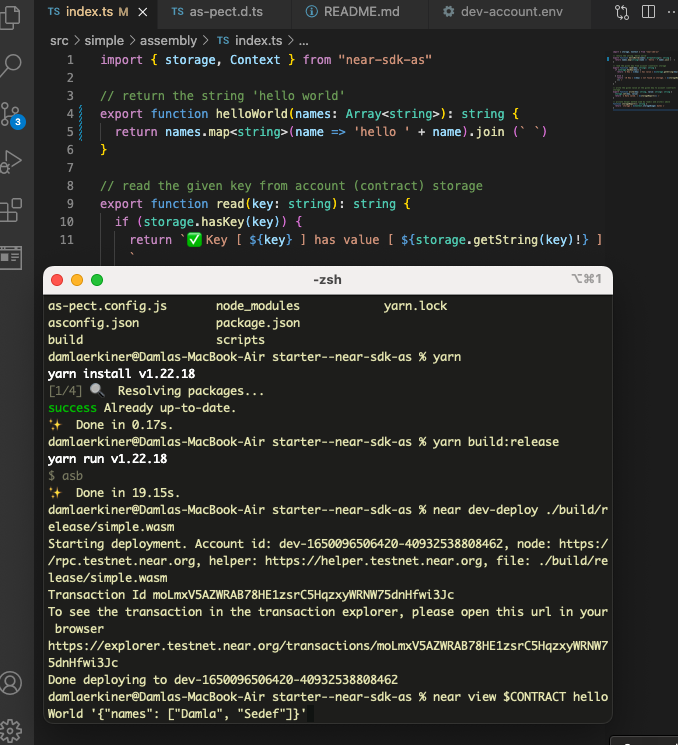 index.ts M
as-pect.d.ts
README.md
dev-account.env
src > simple > assembly > TS index.ts > ...
1 import { storage, Context } from "near-sdk-as"
2
3 // return the string 'hello world'
4 export function helloWorld(names: Array<string>): string {
5 return names.map<string>(name => 'hello ' + name).join (` `)
6 }
7
8 // read the given key from account (contract) storage
9 export function read(key: string): string {
10 if (storage.hasKey(key)) {
11 return `✅ Key [ ${key} ] has value [ ${storage.getString(key)!} ]
`
3
-zsh
⌥⌘1
as-pect.config.js node_modules yarn.lock
asconfig.json package.json
build scripts
damlaerkiner@Damlas-MacBook-Air starter--near-sdk-as % yarn
yarn install v1.22.18
[1/4] 🔍 Resolving packages...
success Already up-to-date.
✨ Done in 0.17s.
damlaerkiner@Damlas-MacBook-Air starter--near-sdk-as % yarn build:release
yarn run v1.22.18
$ asb
✨ Done in 19.15s.
damlaerkiner@Damlas-MacBook-Air starter--near-sdk-as % near dev-deploy ./build/r
elease/simple.wasm
Starting deployment. Account id: dev-1650096506420-40932538808462, node: https:/
/rpc.testnet.near.org, helper: https://helper.testnet.near.org, file: ./build/re
lease/simple.wasm
Transaction Id moLmxV5AZWRAB78HE1zsrC5HqzxyWRNW75dnHfwi3Jc
To see the transaction in the transaction explorer, please open this url in your
browser
https://explorer.testnet.near.org/transactions/moLmxV5AZWRAB78HE1zsrC5HqzxyWRNW7
5dnHfwi3Jc
Done deploying to dev-1650096506420-40932538808462
damlaerkiner@Damlas-MacBook-Air starter--near-sdk-as % near view $CONTRACT hello
World '{"names": ["Damla", "Sedef"]}'